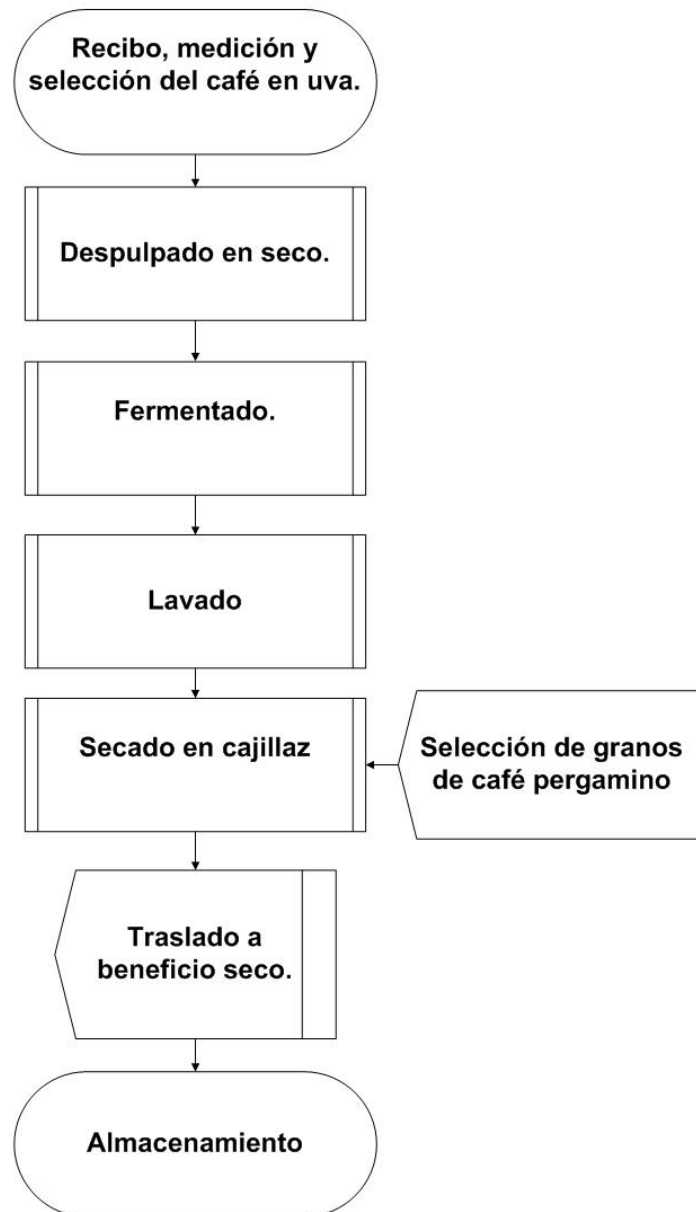 Recibo, medición y
selección del café en uva.
Despulpado en seco.
Fermentado.
Lavado
Secado en cajillaz
Selección de granos
de café pergamino
Traslado a
beneficio seco.
Almacenamiento